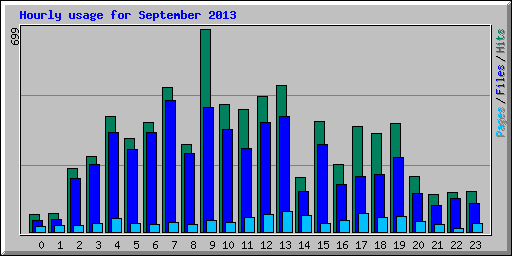 Hourly usage for September 2013
699
Pages/Files/Hits
0 1 2 3 4 5 6 7 8 9 10 11 12 13 14 15 16 17 18 19 20 21 22 23